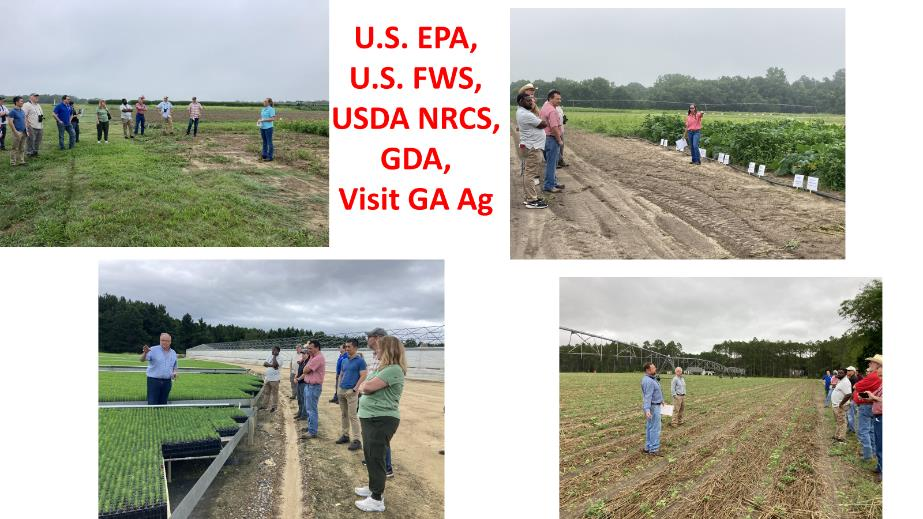 U.S. EPA,
U.S. FWS,
USDA NRCS,
GDA,
Visit GA Ag